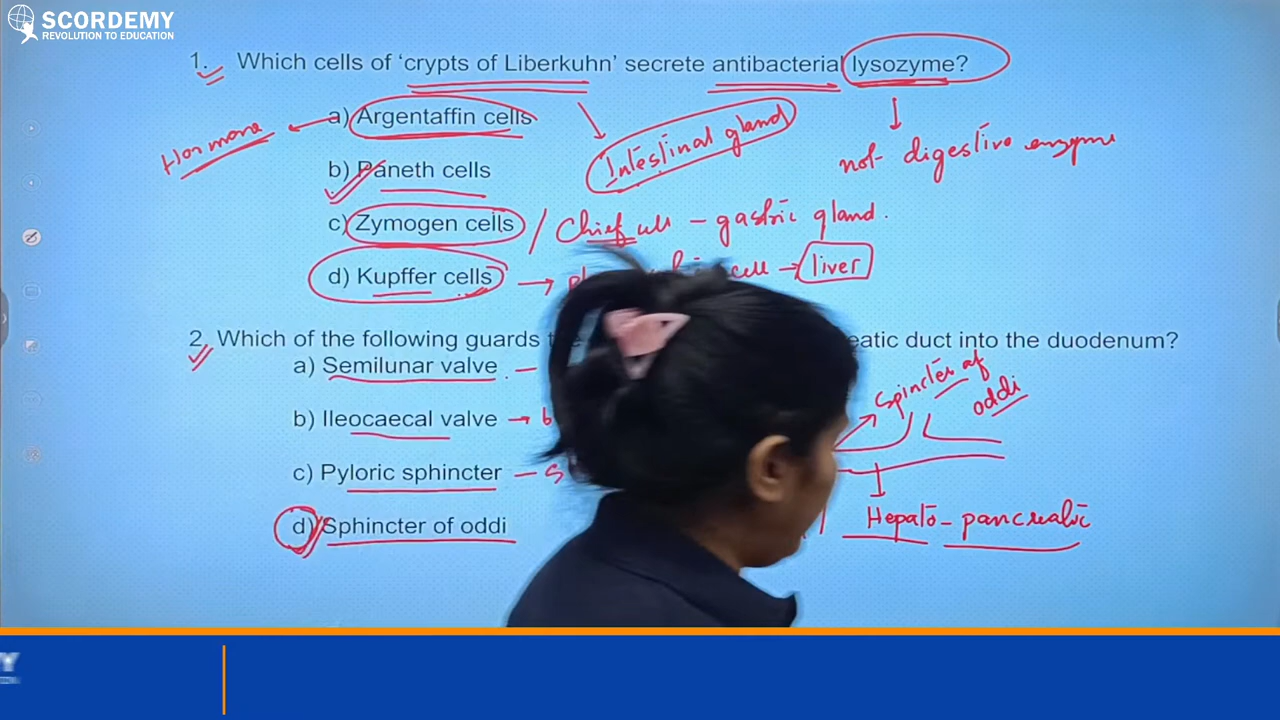 SCORDEMY
REVOLUTION TO EDUCATION
1. Which cells of 'crypts of Liberkuhn' secrete antibacterial lysozyme?
a) Argentaffin cells
Hormone
Intestinal gland
not digestive enzyme
b) Paneth cells
c) Zymogen cells / Chief cells - gastric gland.
d) Kupffer cells → cell → liver
2. Which of the following guards duct into the duodenum?
a) Semilunar valve -
Spincter of
oddi
b) Ileocaecal valve →
c) Pyloric sphincter -
d) Sphincter of oddi
Hepato-pancreatic